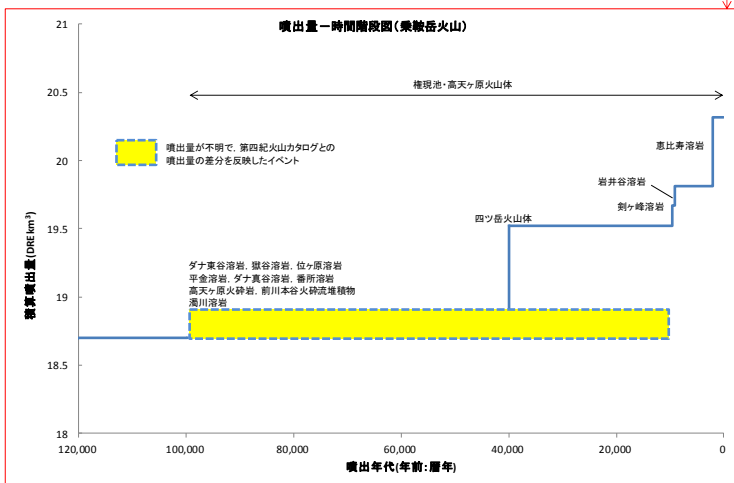 噴出量－時間階段図（乗鞍岳火山）
21
20.5
20
19.5
19
18.5
18
積算噴出量(DRE km³)
権現池・高天ヶ原火山体
噴出量が不明で，第四紀火山カタログとの
噴出量の差分を反映したイベント
恵比寿溶岩
岩井谷溶岩
剣ヶ峰溶岩
四ツ岳火山体
ダナ東谷溶岩，嶽谷溶岩，位ヶ原溶岩
平金溶岩，ダナ真谷溶岩，番所溶岩
高天ヶ原火砕岩，前川本谷火砕流堆積物
濁川溶岩
120,000
100,000
80,000
60,000
40,000
20,000
0
噴出年代(年前：暦年)